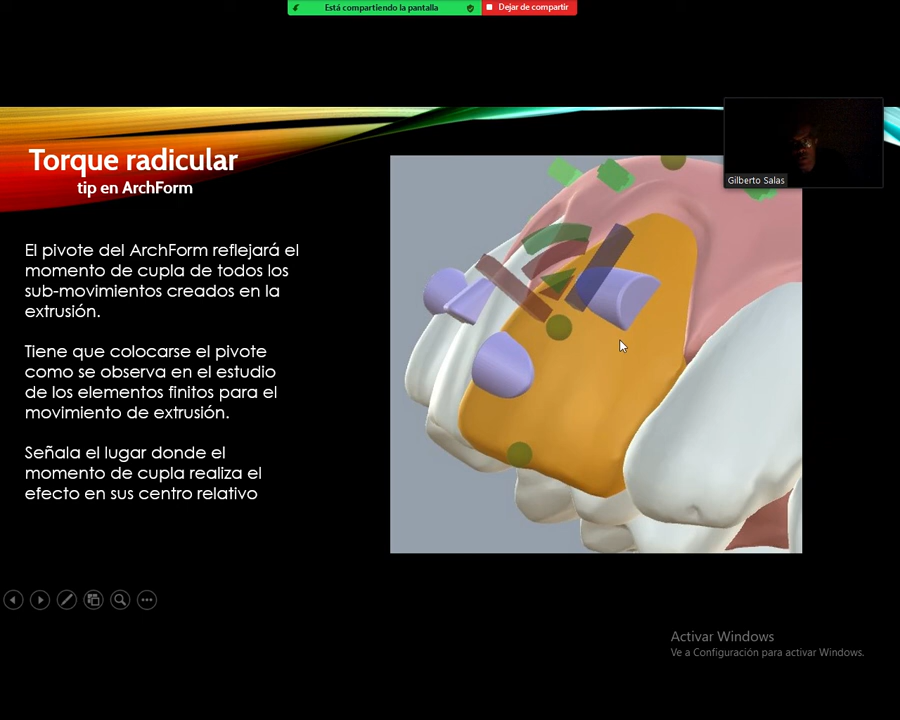 Está compartiendo la pantalla
Dejar de compartir
Torque radicular
tip en ArchForm
Gilberto Salas
El pivote del ArchForm reflejará el
momento de cupla de todos los
sub-movimientos creados en la
extrusión.
Tiene que colocarse el pivote
como se observa en el estudio
de los elementos finitos para el
movimiento de extrusión.
Señala el lugar donde el
momento de cupla realiza el
efecto en sus centro relativo
Activar Windows
Ve a Configuración para activar Windows.